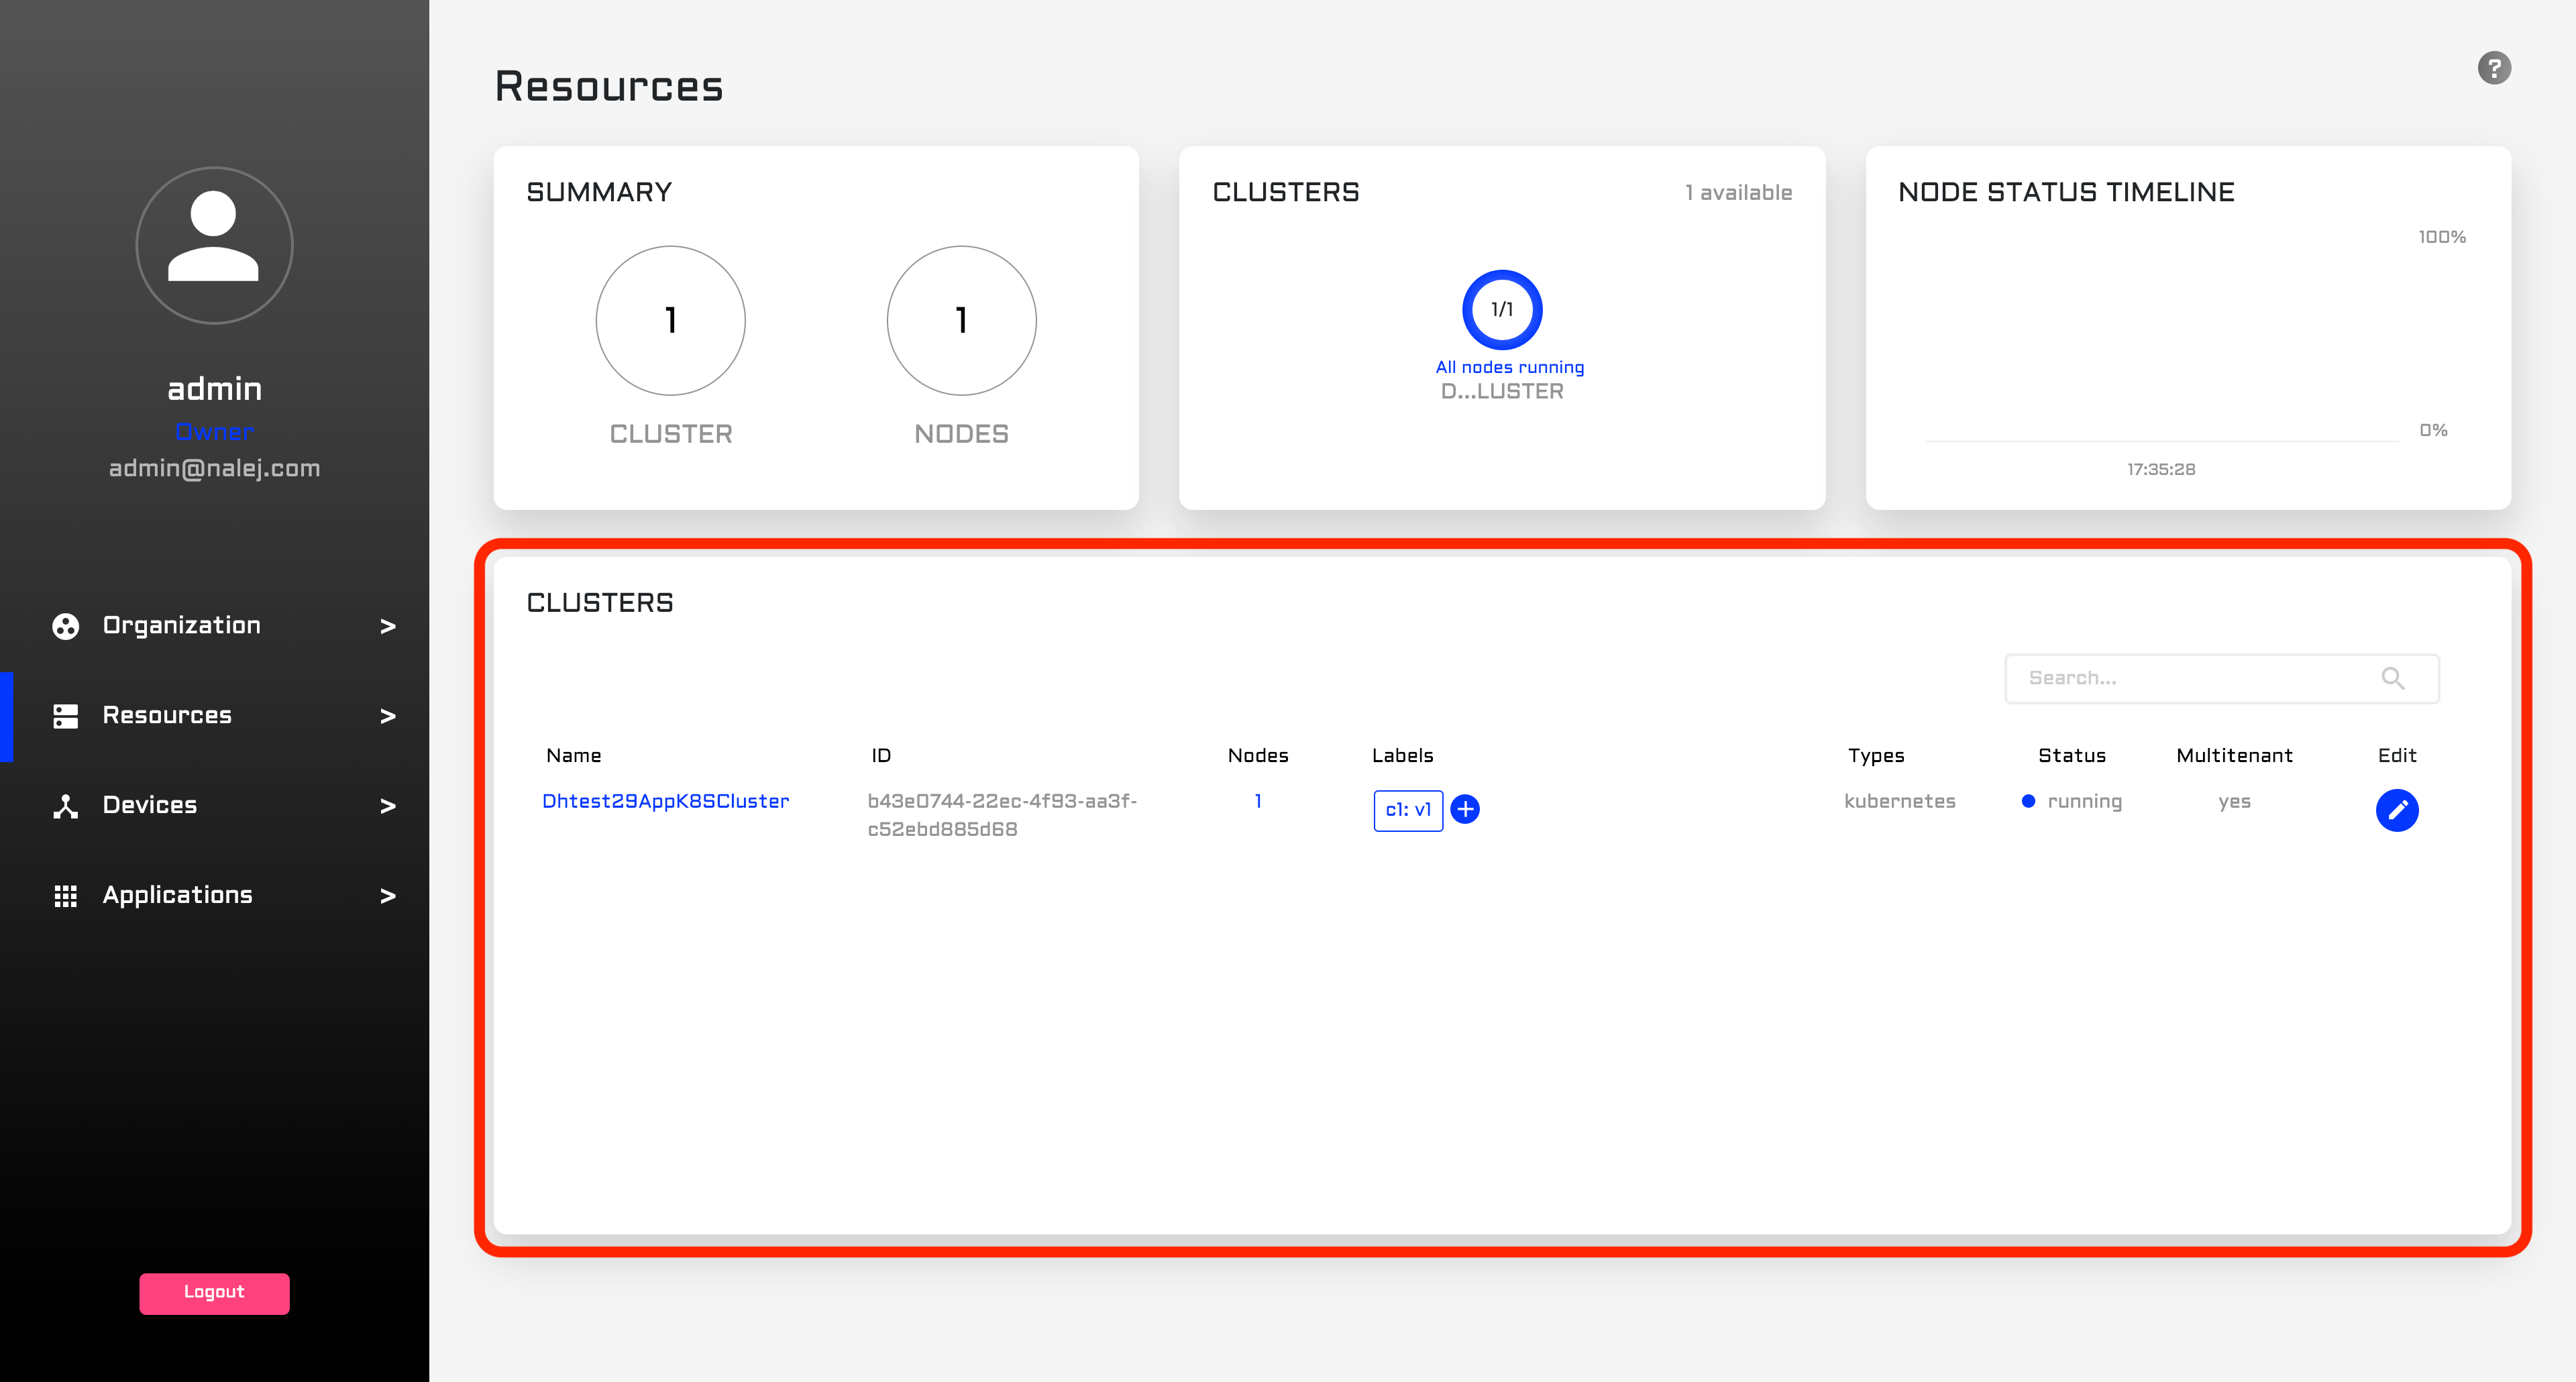 admin
Owner
admin@nalej.com
Organization >
Resources >
Devices >
Applications >
Logout
Resources
?
SUMMARY
1
CLUSTER
1
NODES
CLUSTERS
1 available
1/1
All nodes running
D...LUSTER
NODE STATUS TIMELINE
100%
0%
17:35:28
CLUSTERS
Search...
Name ID Nodes Labels Types Status Multitenant Edit
Dhtest29AppK8SCluster b43e0744-22ec-4f93-aa3f- 1 c1: v1 kubernetes running yes
c52ebd885d68